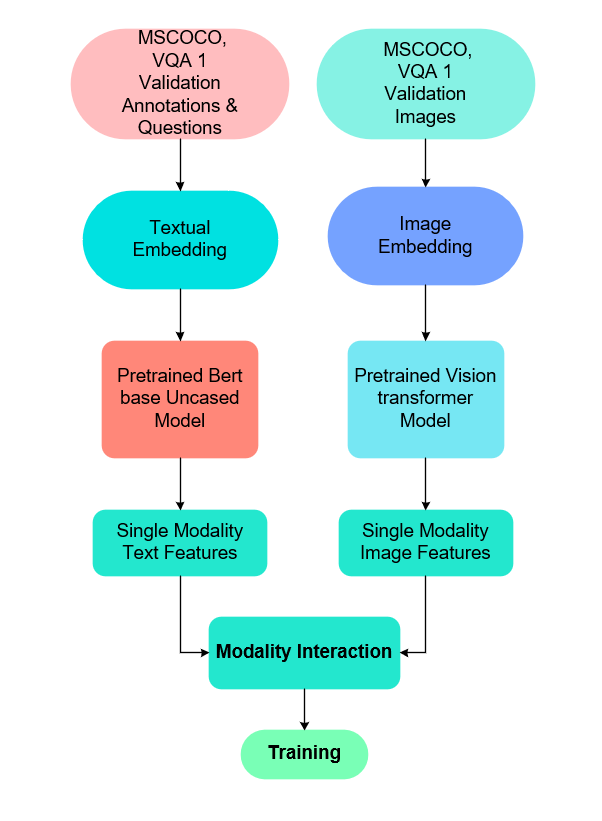 MSCOCO,
VQA 1
Validation
Annotations &
Questions
MSCOCO,
VQA 1
Validation
Images
Textual
Embedding
Image
Embedding
Pretrained Bert
base Uncased
Model
Pretrained Vision
transformer
Model
Single Modality
Text Features
Single Modality
Image Features
Modality Interaction
Training